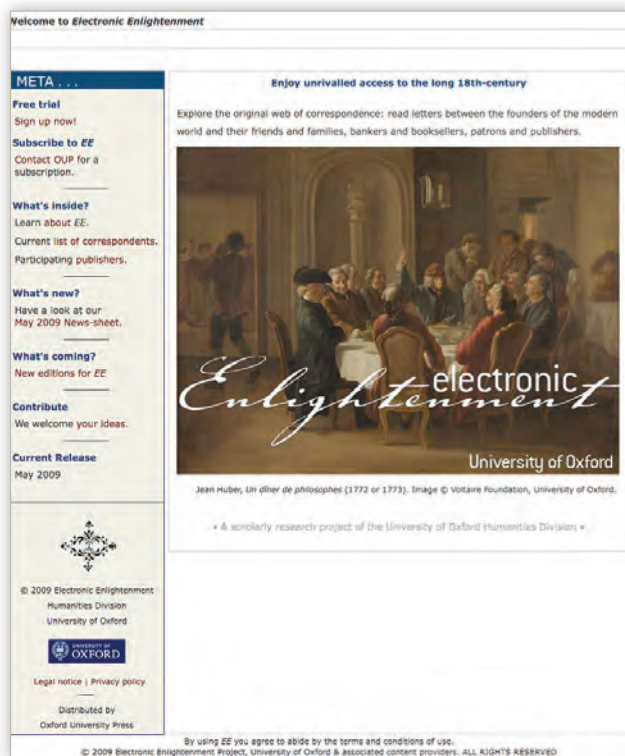 Welcome to Electronic Enlightenment
META . . .
Free trial
Sign up now!
Subscribe to EE
Contact OUP for a
subscription.
What's inside?
Learn about EE.
Current list of correspondents.
Participating publishers.
What's new?
Have a look at our
May 2009 News-sheet.
What's coming?
New editions for EE
Contribute
We welcome your ideas.
Current Release
May 2009
© 2009 Electronic Enlightenment
Humanities Division
University of Oxford
UNIVERSITY OF
OXFORD
Legal notice | Privacy policy
Distributed by
Oxford University Press
Enjoy unrivalled access to the long 18th-century
Explore the original web of correspondence: read letters between the founders of the modern
world and their friends and families, bankers and booksellers, patrons and publishers.
electronic
Enlightenment
University of Oxford
Jean Huber, Un dîner de philosophes (1772 or 1773). Image © Voltaire Foundation, University of Oxford.
• A scholarly research project of the University of Oxford Humanities Division •
By using EE you agree to abide by the terms and conditions of use.
© 2009 Electronic Enlightenment Project, University of Oxford & associated content providers. ALL RIGHTS RESERVED